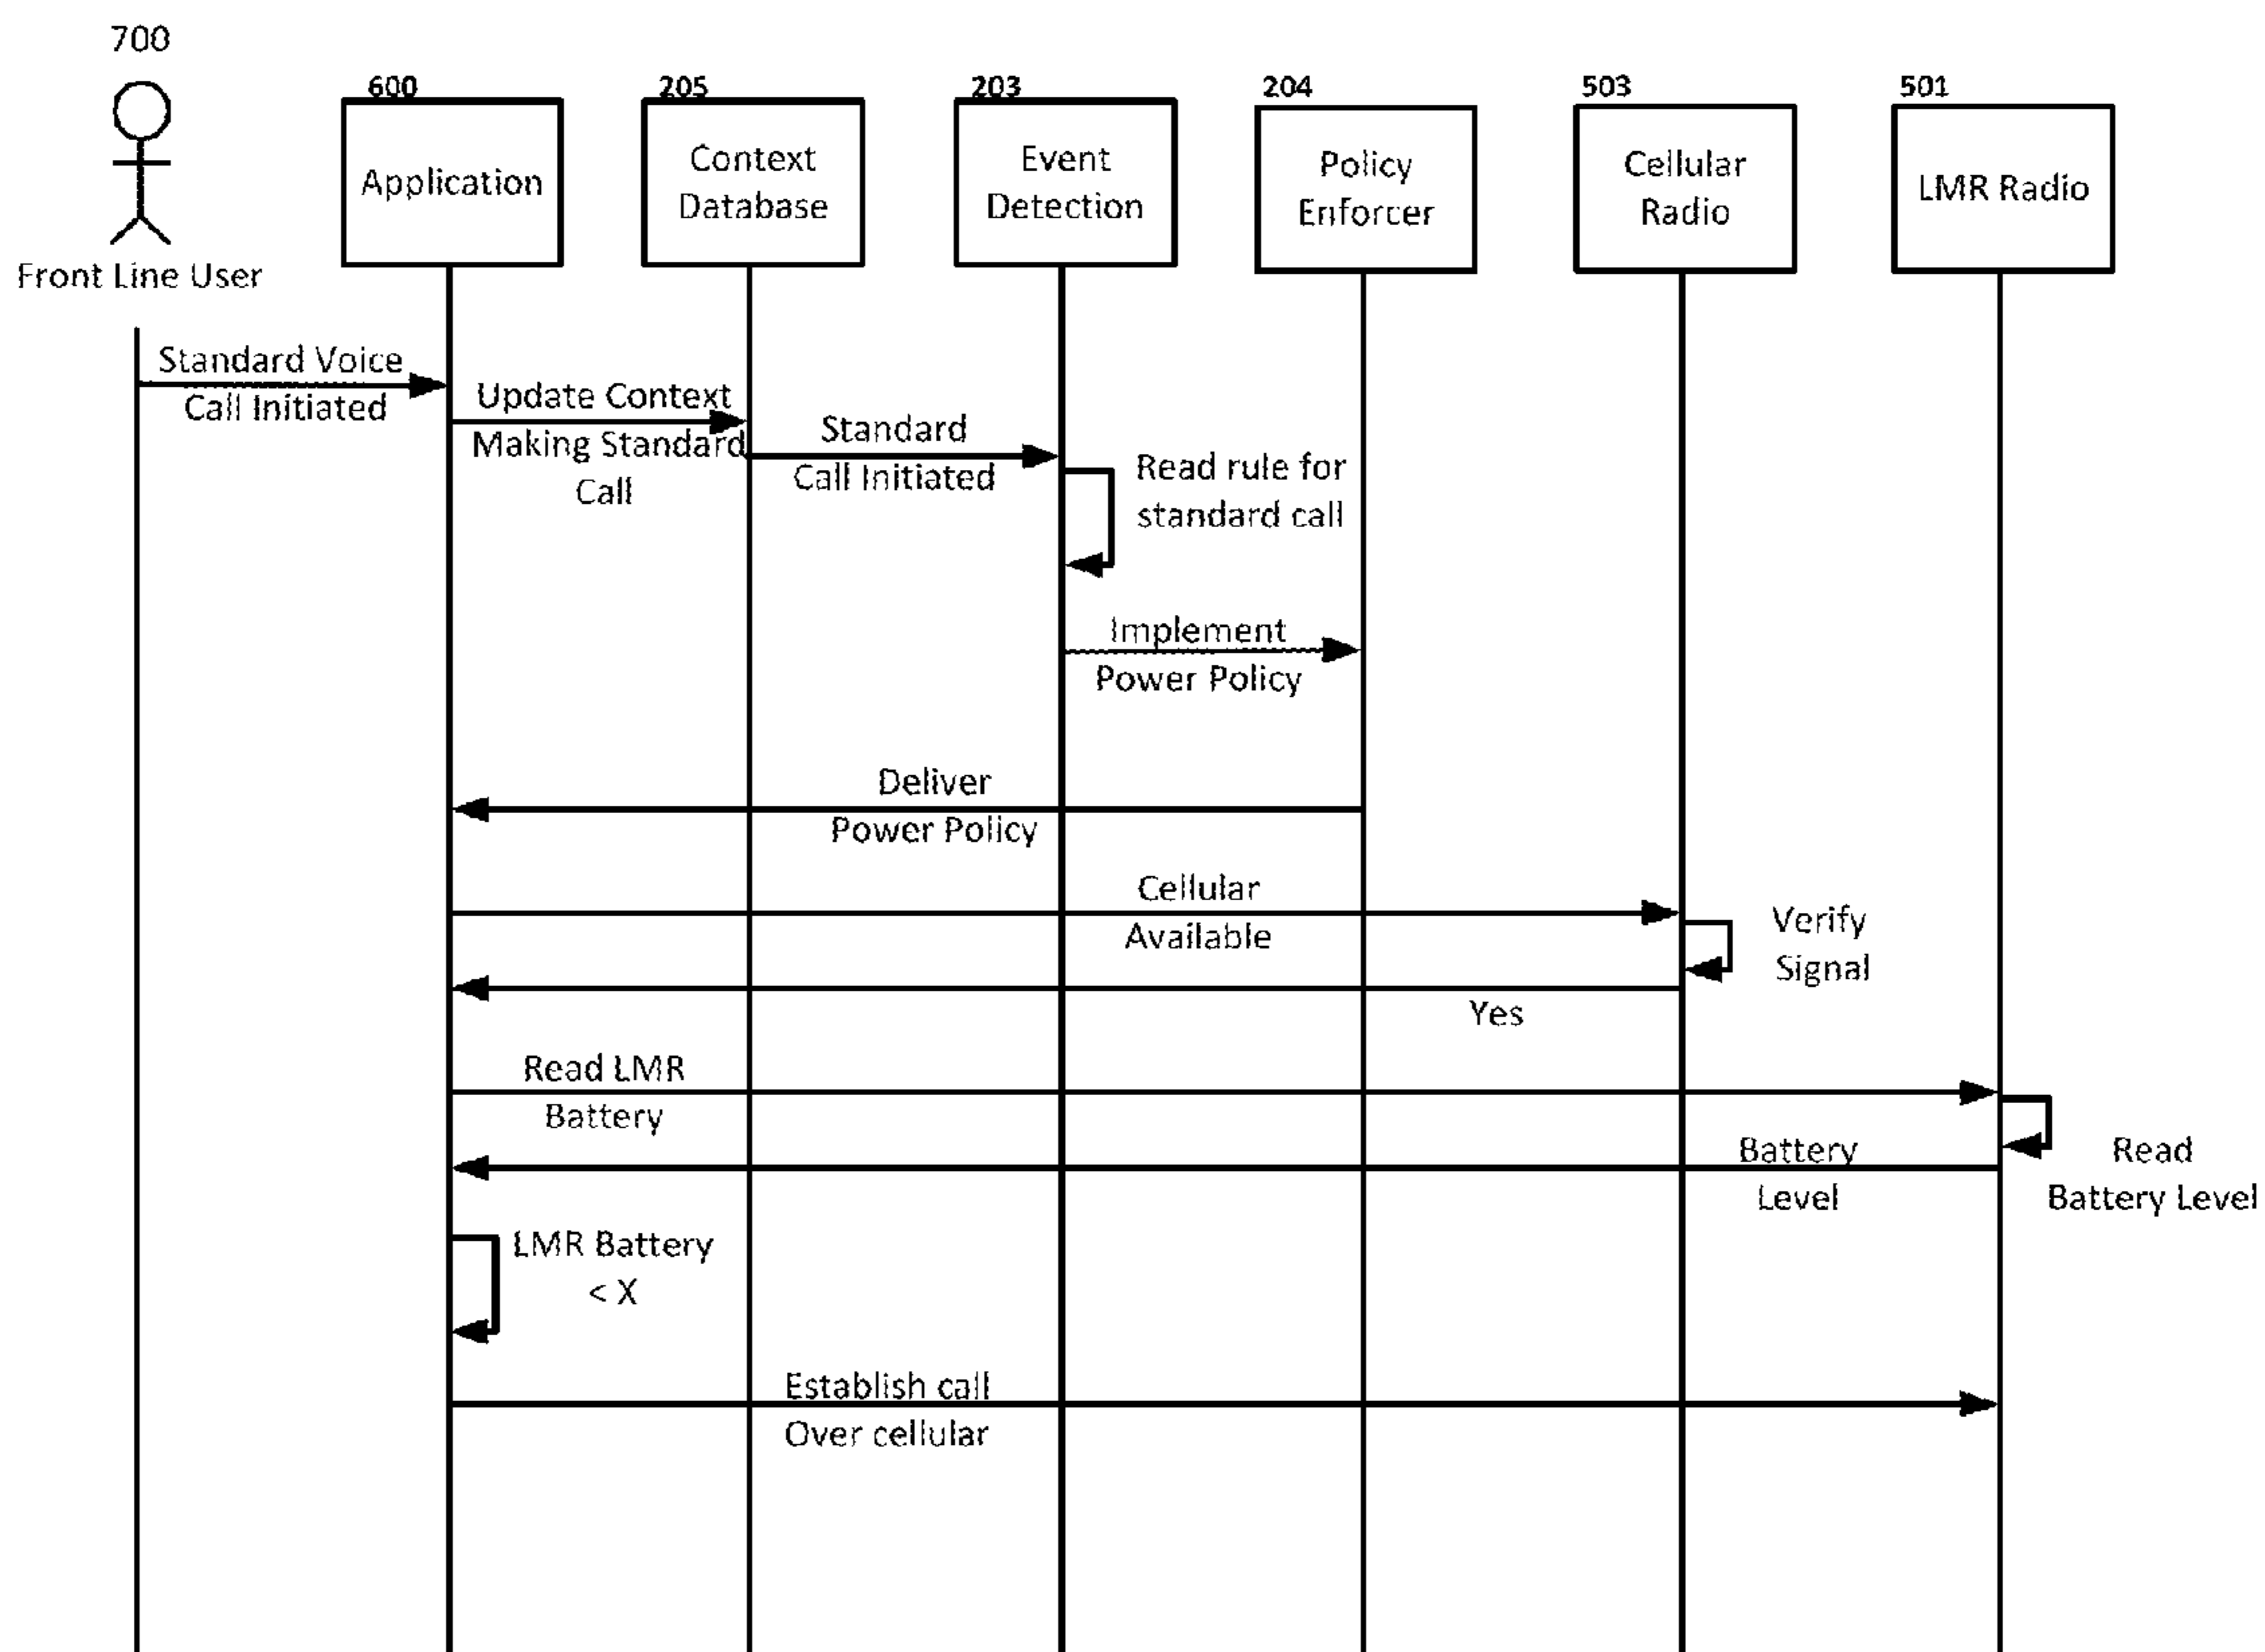 700
600
205
203
204
503
501
Application
Context
Database
Event
Detection
Policy
Enforcer
Cellular
Radio
LMR Radio
Front Line User
Standard Voice
Call Initiated
Update Context
Making Standard
Call
Standard
Call Initiated
Read rule for
standard call
Implement
Power Policy
Deliver
Power Policy
Cellular
Available
Verify
Signal
Yes
Read LMR
Battery
Battery
Level
Read
Battery Level
LMR Battery
< X
Establish call
Over cellular